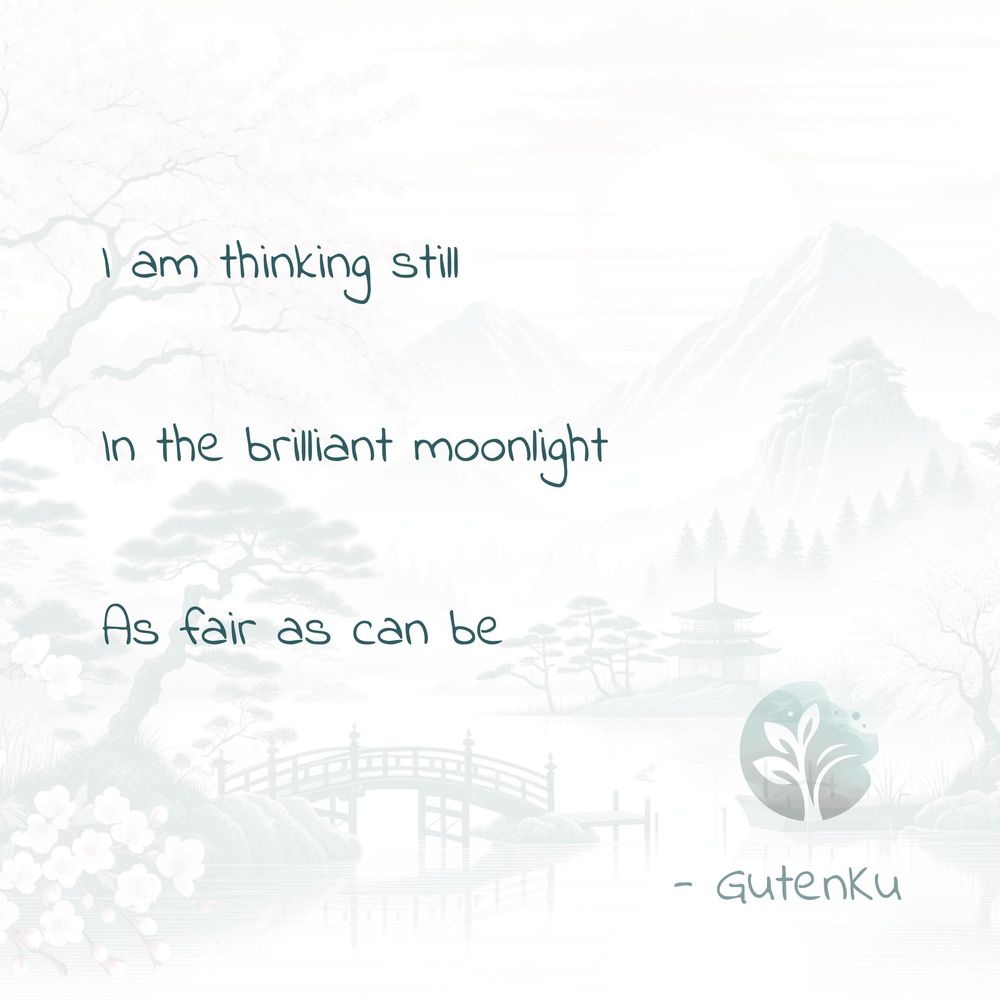 I am thinking still
In the brilliant moonlight
As fair as can be
- GutenKu